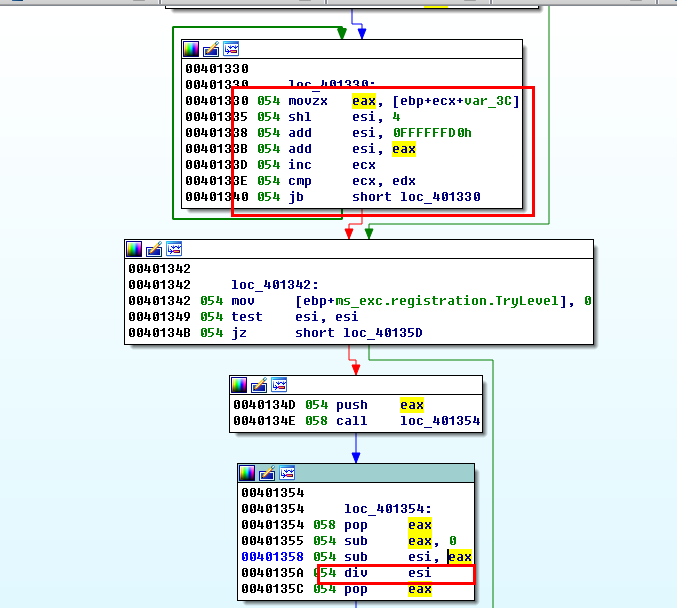 00401330
00401330 loc_401330:
00401330 054 movzx eax, [ebp+ecx+var_3C]
00401335 054 shl esi, 4
00401338 054 add esi, 0FFFFFFD0h
0040133B 054 add esi, eax
0040133D 054 inc ecx
0040133E 054 cmp ecx, edx
00401340 054 jb short loc_401330
00401342
00401342 loc_401342:
00401342 054 mov [ebp+ms_exc.registration.TryLevel], 0
00401349 054 test esi, esi
0040134B 054 jz short loc_40135D
0040134D 054 push eax
0040134E 058 call loc_401354
00401354
00401354 loc_401354:
00401354 058 pop eax
00401355 054 sub eax, 0
00401358 054 sub esi, eax
0040135A 054 div esi
0040135C 054 pop eax